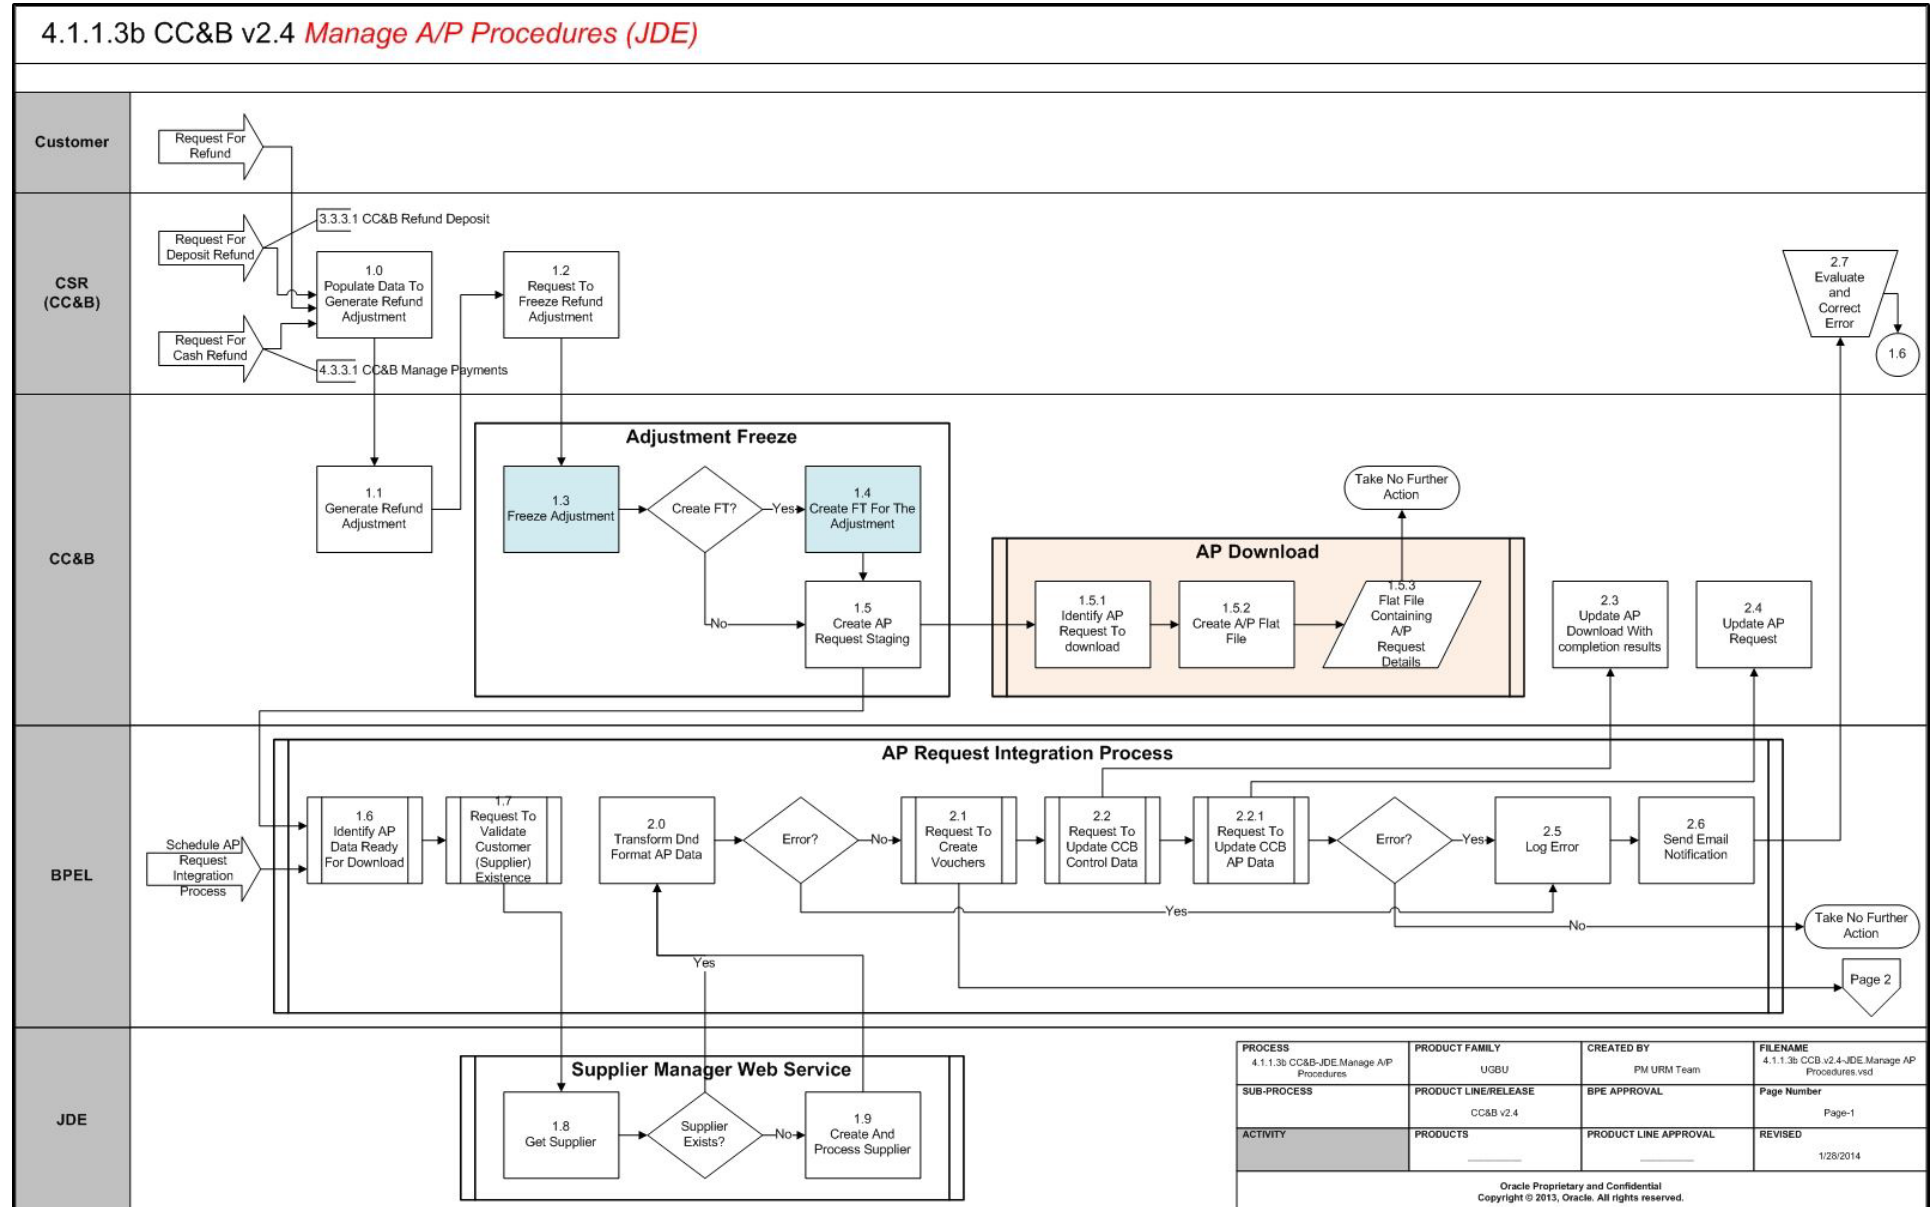 4.1.1.3b CC&B v2.4 Manage A/P Procedures (JDE)
Customer
Request For
Refund
CSR
(CC&B)
Request For
Deposit Refund
3.3.3.1 CC&B Refund Deposit
Request For
Cash Refund
4.3.3.1 CC&B Manage Payments
1.0
Populate Data To
Generate Refund
Adjustment
1.2
Request To
Freeze Refund
Adjustment
2.7
Evaluate
and
Correct
Error
1.6
CC&B
1.1
Generate Refund
Adjustment
Adjustment Freeze
1.3
Freeze Adjustment
Create FT?
Yes
1.4
Create FT For The
Adjustment
No
1.5
Create AP
Request Staging
AP Download
1.5.1
Identify AP
Request To
download
1.5.2
Create A/P Flat
File
1.5.3
Flat File
Containing
A/P
Request
Details
Take No Further
Action
2.3
Update AP
Download With
completion results
2.4
Update AP
Request
BPEL
AP Request Integration Process
Schedule AP
Request
Integration
Process
1.6
Identify AP
Data Ready
For Download
1.7
Request To
Validate
Customer
(Supplier)
Existence
2.0
Transform Dnd
Format AP Data
Error?
No
2.1
Request To
Create
Vouchers
2.2
Request To
Update CCB
Control Data
2.2.1
Request To
Update CCB
AP Data
Error?
Yes
2.5
Log Error
2.6
Send Email
Notification
Yes
No
Take No Further
Action
Page 2
Yes
JDE
Supplier Manager Web Service
1.8
Get Supplier
Supplier
Exists?
No
1.9
Create And
Process Supplier
PROCESS
4.1.1.3b CC&B-JDE.Manage A/P
Procedures
PRODUCT FAMILY
UGBU
CREATED BY
PM URM Team
FILENAME
4.1.1.3b CCB.v2.4-JDE.Manage AP
Procedures.vsd
SUB-PROCESS
PRODUCT LINE/RELEASE
CC&B v2.4
BPE APPROVAL
Page Number
Page-1
ACTIVITY
PRODUCTS
PRODUCT LINE APPROVAL
REVISED
1/28/2014
Oracle Proprietary and Confidential
Copyright © 2013, Oracle. All rights reserved.